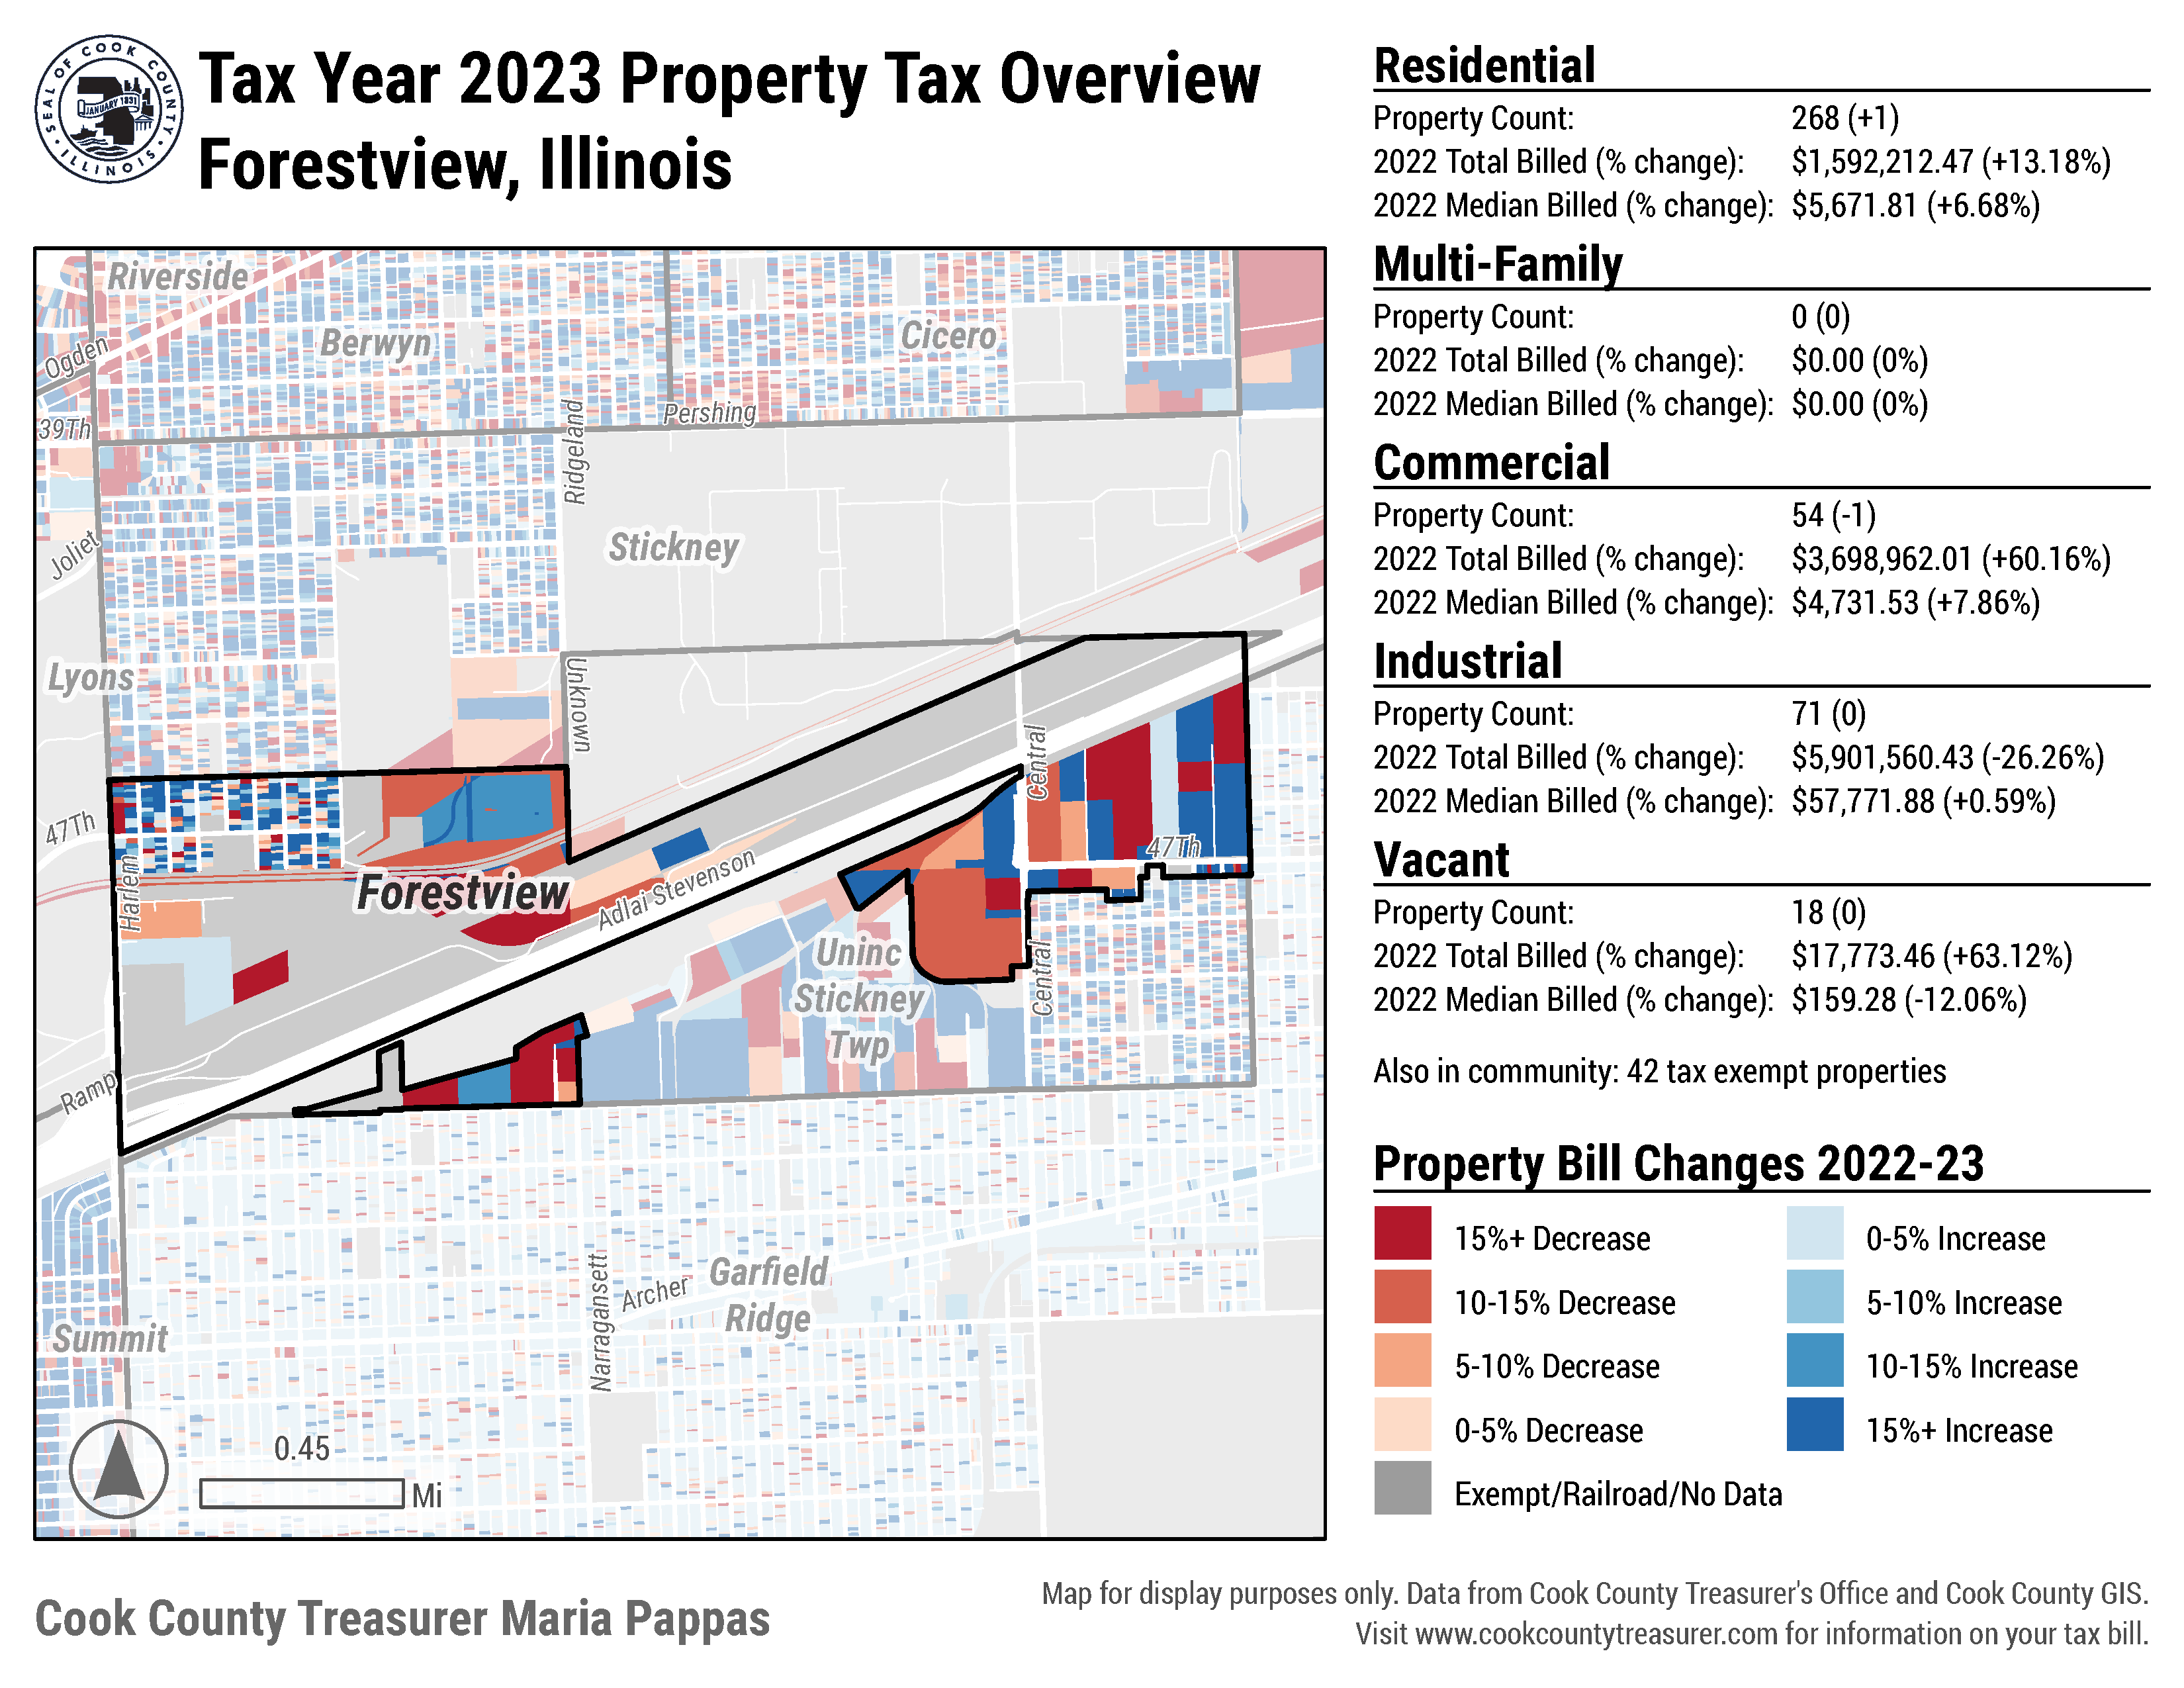 SEAL OF COOK COUNTY
ILLINOIS
JANUARY 1831
Tax Year 2023 Property Tax Overview
Forestview, Illinois
Riverside
Berwyn
Cicero
Ogden
Pershing
39Th
Ridgeland
Joliet
Stickney
Lyons
Unknown
Central
47Th
47Th
Harlem
Forestview
Adlai Stevenson
Uninc
Stickney
Twp
Central
Ramp
Narragansett
Archer
Garfield
Ridge
Summit
0.45
Mi
Residential
Property Count: 268 (+1)
2022 Total Billed (% change): $1,592,212.47 (+13.18%)
2022 Median Billed (% change): $5,671.81 (+6.68%)
Multi-Family
Property Count: 0 (0)
2022 Total Billed (% change): $0.00 (0%)
2022 Median Billed (% change): $0.00 (0%)
Commercial
Property Count: 54 (-1)
2022 Total Billed (% change): $3,698,962.01 (+60.16%)
2022 Median Billed (% change): $4,731.53 (+7.86%)
Industrial
Property Count: 71 (0)
2022 Total Billed (% change): $5,901,560.43 (-26.26%)
2022 Median Billed (% change): $57,771.88 (+0.59%)
Vacant
Property Count: 18 (0)
2022 Total Billed (% change): $17,773.46 (+63.12%)
2022 Median Billed (% change): $159.28 (-12.06%)
Also in community: 42 tax exempt properties
Property Bill Changes 2022-23
15%+ Decrease
0-5% Increase
10-15% Decrease
5-10% Increase
5-10% Decrease
10-15% Increase
0-5% Decrease
15%+ Increase
Exempt/Railroad/No Data
Cook County Treasurer Maria Pappas
Map for display purposes only. Data from Cook County Treasurer's Office and Cook County GIS.
Visit www.cookcountytreasurer.com for information on your tax bill.